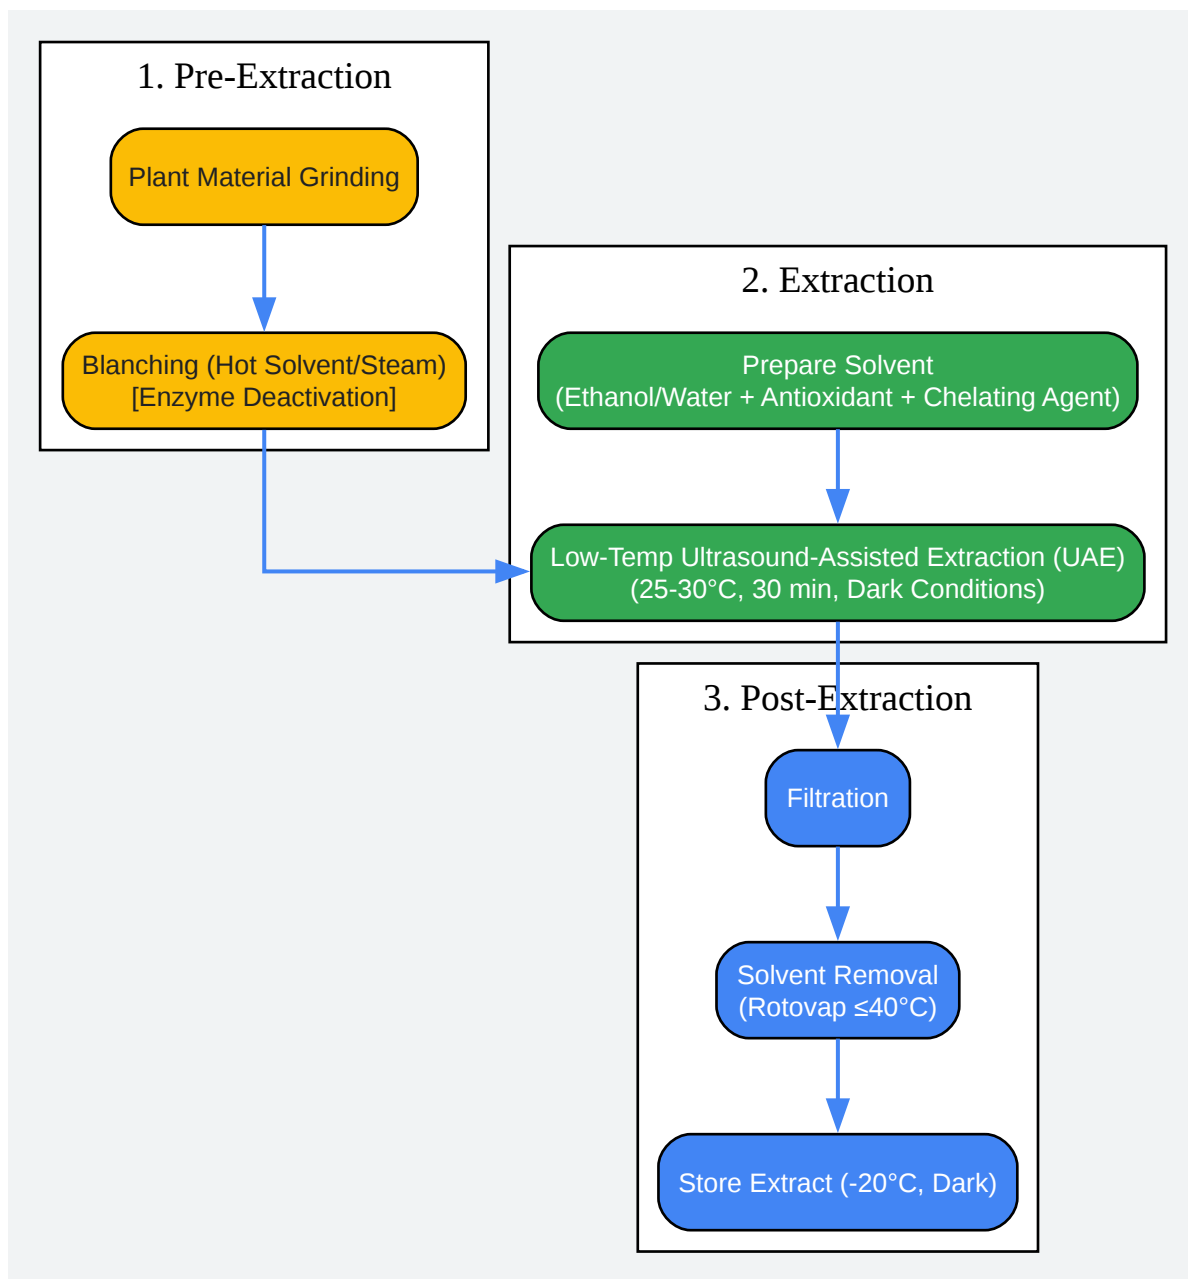 1. Pre-Extraction
Plant Material Grinding
Blanching (Hot Solvent/Steam)
[Enzyme Deactivation]
2. Extraction
Prepare Solvent
(Ethanol/Water + Antioxidant + Chelating Agent)
Low-Temp Ultrasound-Assisted Extraction (UAE)
(25-30°C, 30 min, Dark Conditions)
3. Post-Extraction
Filtration
Solvent Removal
(Rotovap ≤40°C)
Store Extract (-20°C, Dark)